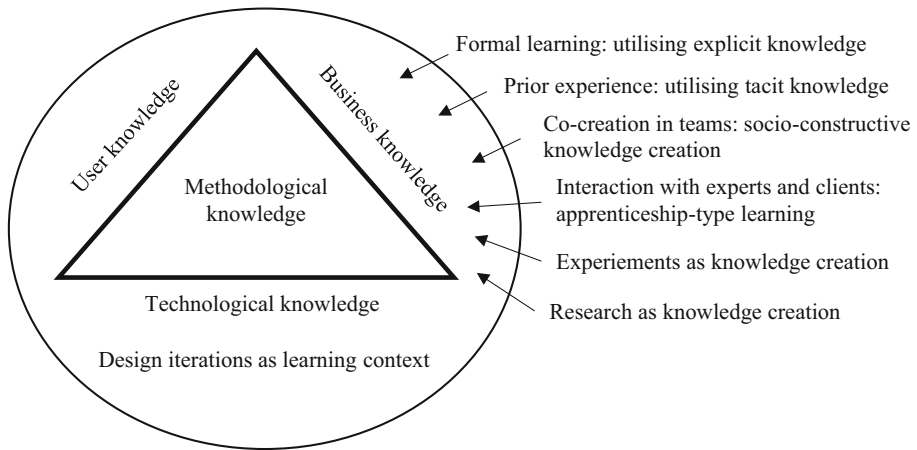 User knowledge
Business knowledge
Methodological
knowledge
Technological knowledge
Design iterations as learning context
Formal learning: utilising explicit knowledge
Prior experience: utilising tacit knowledge
Co-creation in teams: socio-constructive
knowledge creation
Interaction with experts and clients:
apprenticeship-type learning
Experiements as knowledge creation
Research as knowledge creation